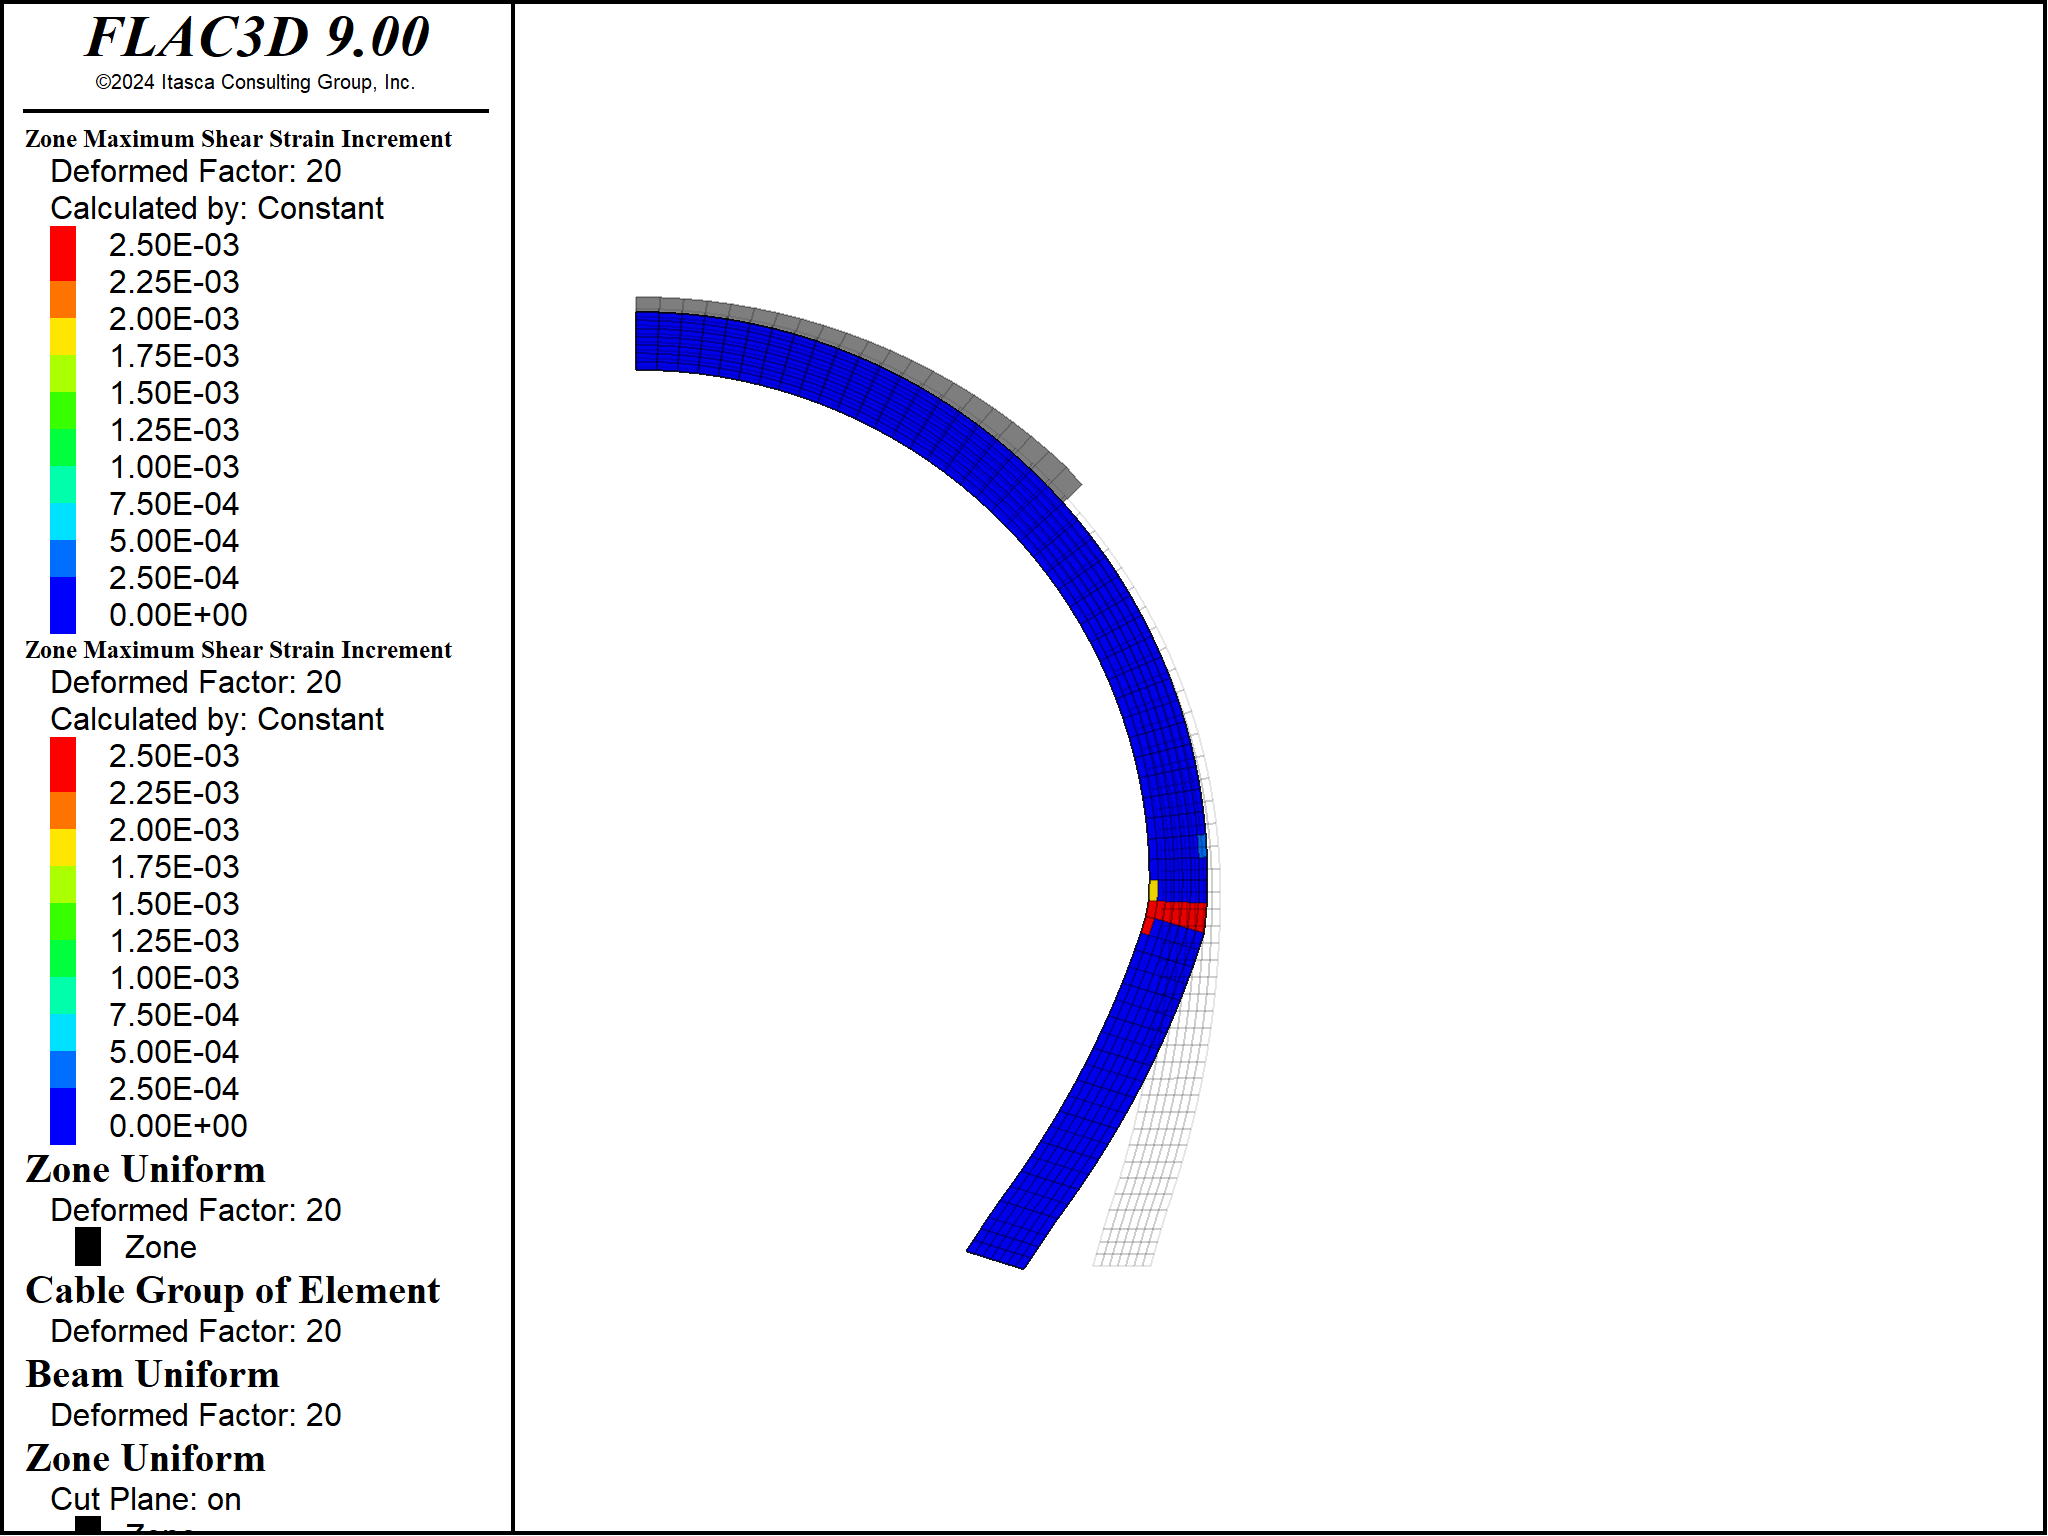 FLAC3D 9.00
©2024 Itasca Consulting Group, Inc.
Zone Maximum Shear Strain Increment
Deformed Factor: 20
Calculated by: Constant
2.50E-03
2.25E-03
2.00E-03
1.75E-03
1.50E-03
1.25E-03
1.00E-03
7.50E-04
5.00E-04
2.50E-04
0.00E+00
Zone Maximum Shear Strain Increment
Deformed Factor: 20
Calculated by: Constant
2.50E-03
2.25E-03
2.00E-03
1.75E-03
1.50E-03
1.25E-03
1.00E-03
7.50E-04
5.00E-04
2.50E-04
0.00E+00
Zone Uniform
Deformed Factor: 20
Zone
Cable Group of Element
Deformed Factor: 20
Beam Uniform
Deformed Factor: 20
Zone Uniform
Cut Plane: on